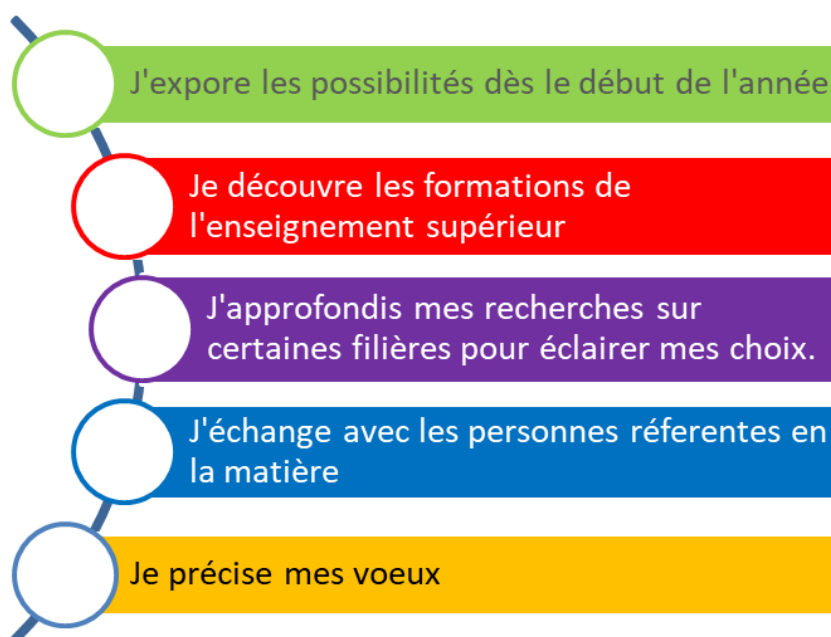 J'expore les possibilités dès le début de l'année
Je découvre les formations de
l'enseignement supérieur
J'approfondis mes recherches sur
certaines filières pour éclairer mes choix.
J'échange avec les personnes réferentes en
la matière
Je précise mes voeux